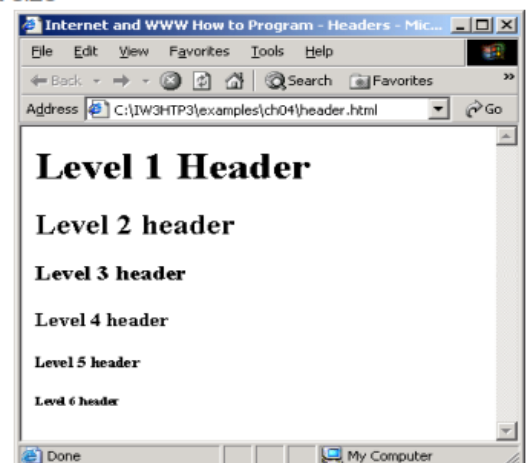 Internet and WWW How to Program - Headers - Mic...
File Edit View Favorites Tools Help
Back Search Favorites »
Address C:\IW3HTP3\examples\ch04\header.html Go
Level 1 Header
Level 2 header
Level 3 header
Level 4 header
Level 5 header
Level 6 header
Done My Computer